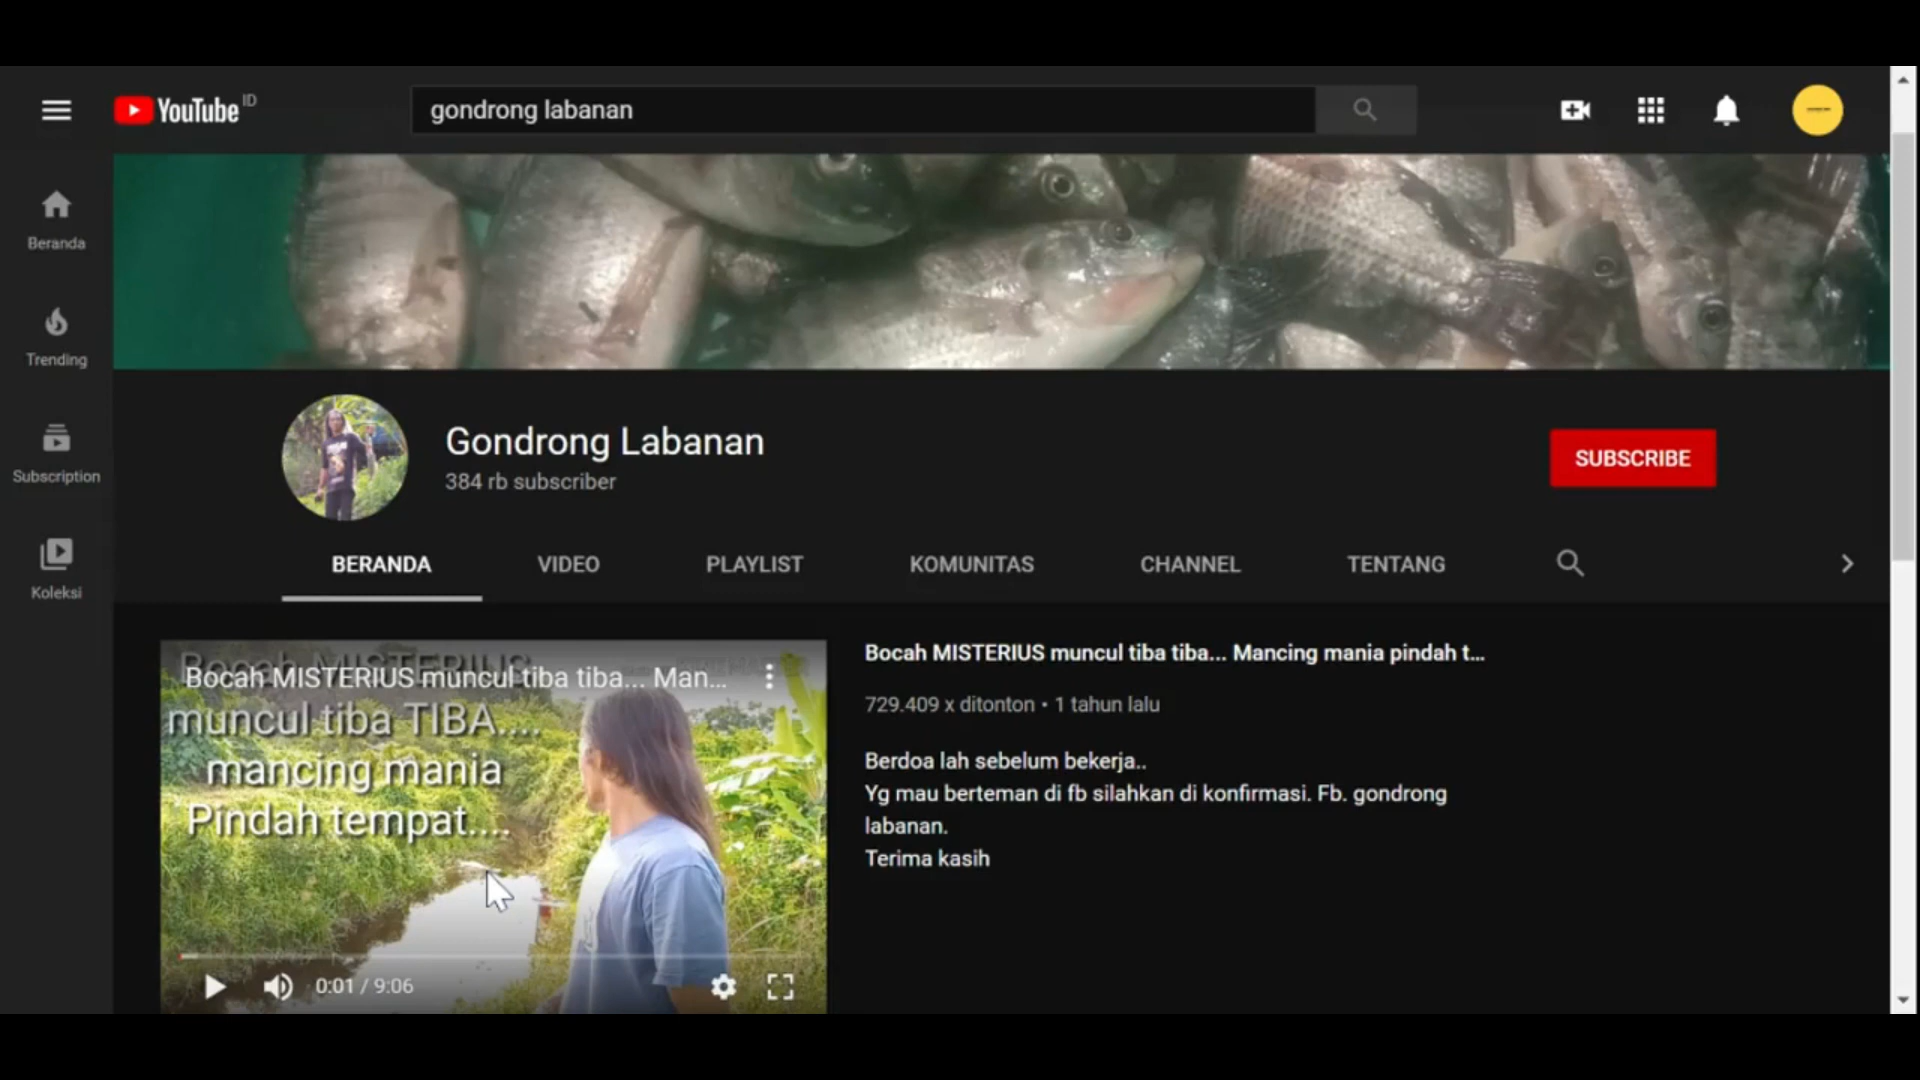 YouTube ID
gondrong labanan
Beranda
Trending
Subscription
Koleksi
Gondrong Labanan
384 rb subscriber
SUBSCRIBE
BERANDA VIDEO PLAYLIST KOMUNITAS CHANNEL TENTANG
Bocah MISTERIUS
Bocah MISTERIUS muncul tiba tiba... Man...
muncul tiba TIBA....
mancing mania
Pindah tempat....
0:01 / 9:06
Bocah MISTERIUS muncul tiba tiba... Mancing mania pindah t...
729.409 x ditonton • 1 tahun lalu
Berdoa lah sebelum bekerja..
Yg mau berteman di fb silahkan di konfirmasi. Fb. gondrong
labanan.
Terima kasih